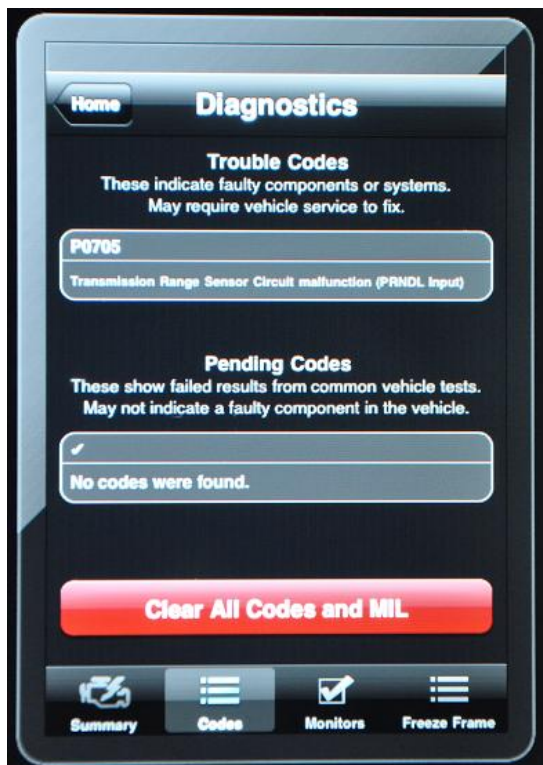 Home
Diagnostics
Trouble Codes
These indicate faulty components or systems.
May require vehicle service to fix.
P0705
Transmission Range Sensor Circuit malfunction (PRNDL Input)
Pending Codes
These show failed results from common vehicle tests.
May not indicate a faulty component in the vehicle.
✓
No codes were found.
Clear All Codes and MIL
Summary
Codes
Monitors
Freeze Frame